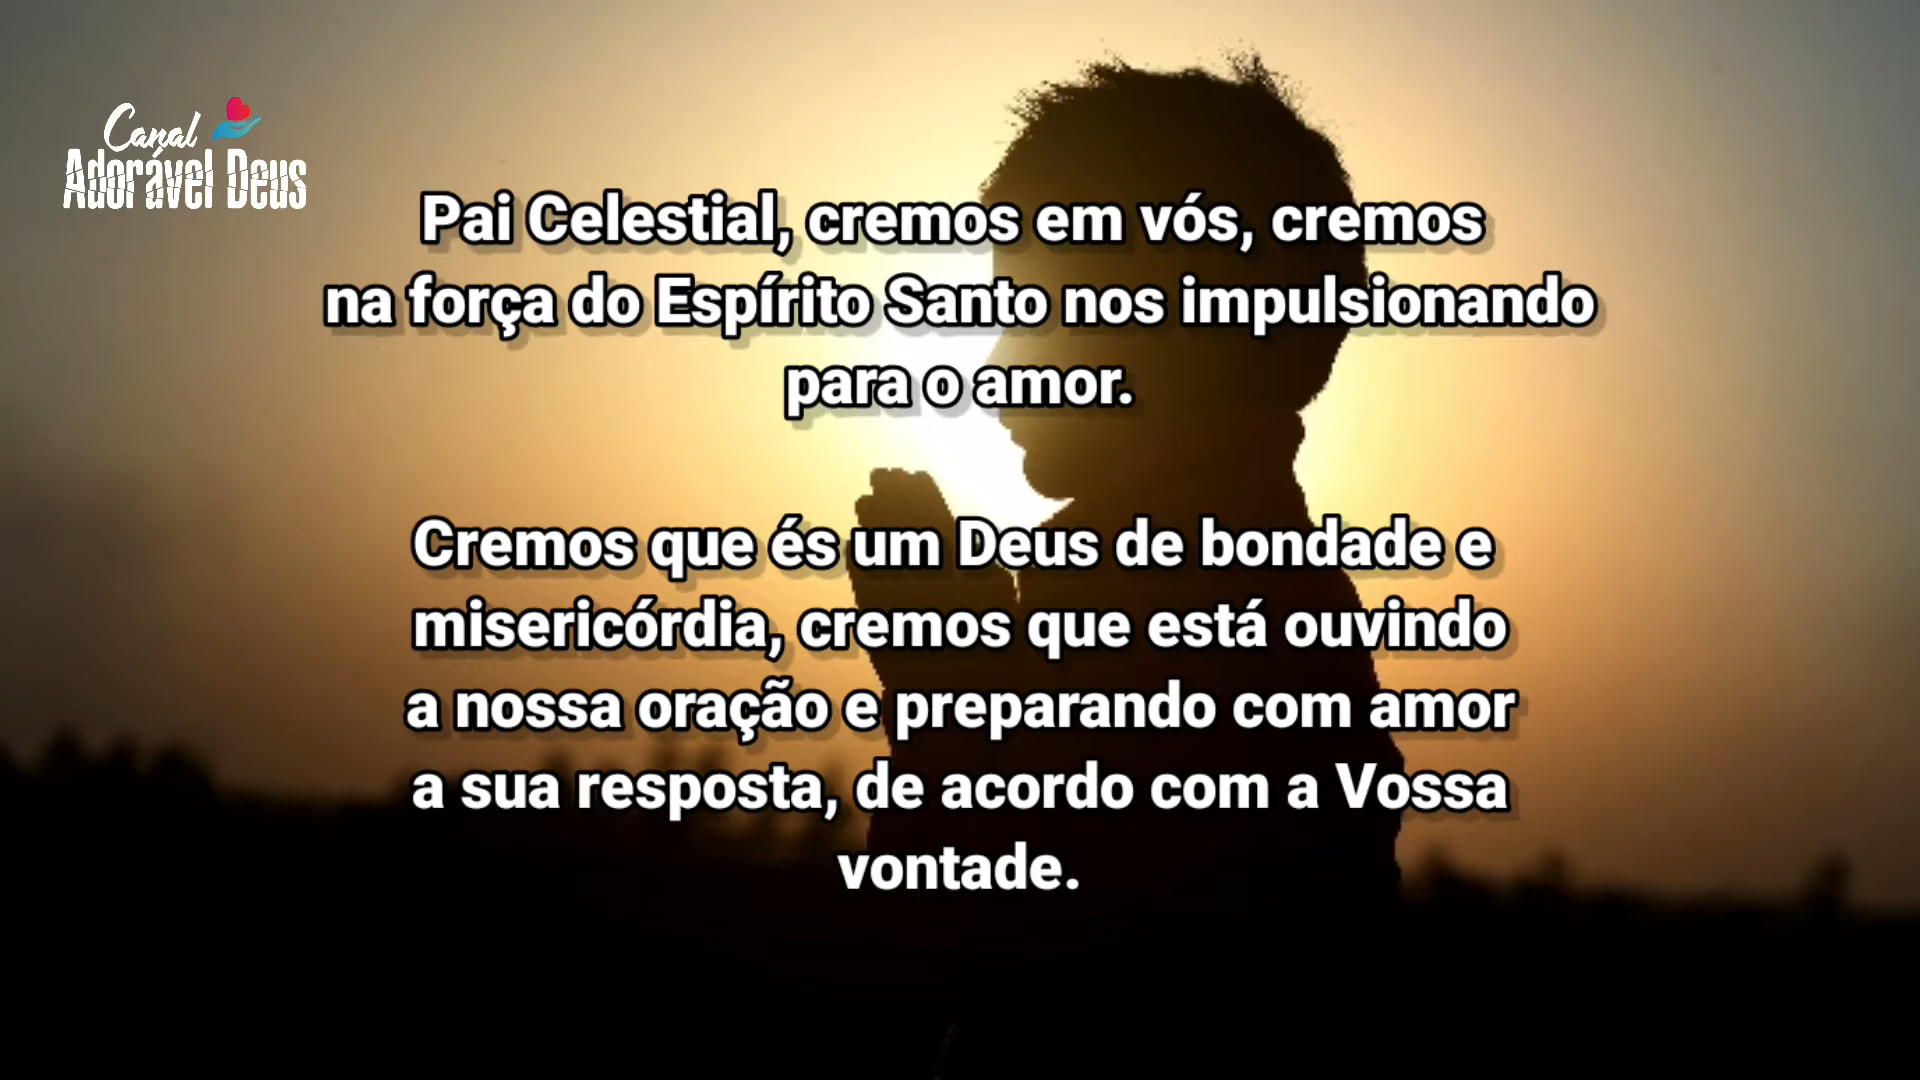 Canal
Adorável Deus
Pai Celestial, cremos em vós, cremos
na força do Espírito Santo nos impulsionando
para o amor.
Cremos que és um Deus de bondade e
misericórdia, cremos que está ouvindo
a nossa oração e preparando com amor
a sua resposta, de acordo com a Vossa
vontade.